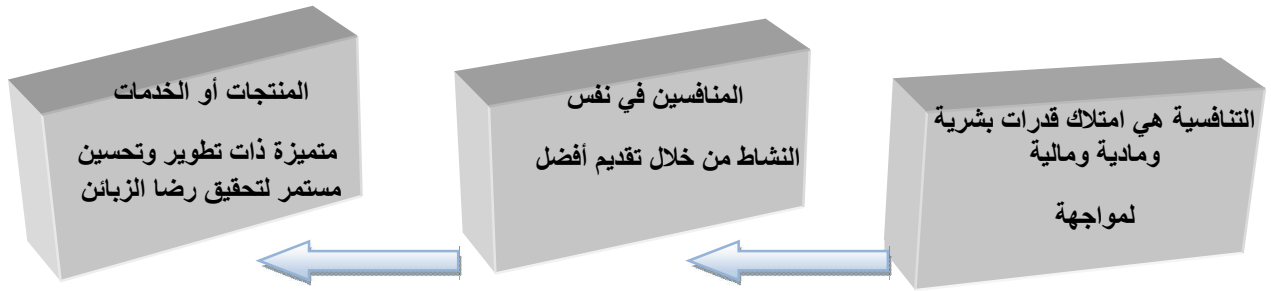 التنافسية هي امتلاك قدرات بشرية
ومادية ومالية
لمواجهة
المنافسين في نفس
النشاط من خلال تقديم أفضل
المنتجات أو الخدمات
متميزة ذات تطوير وتحسين
مستمر لتحقيق رضا الزبائن